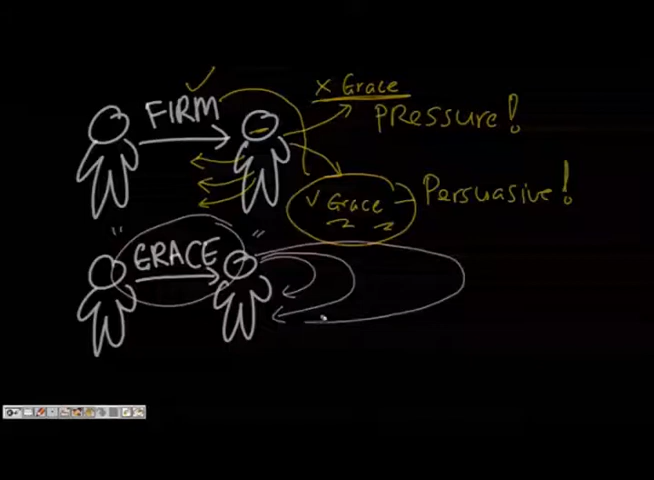 FIRM
x Grace
PRessure!
✓ Grace
Persuasive!
"GRACE"